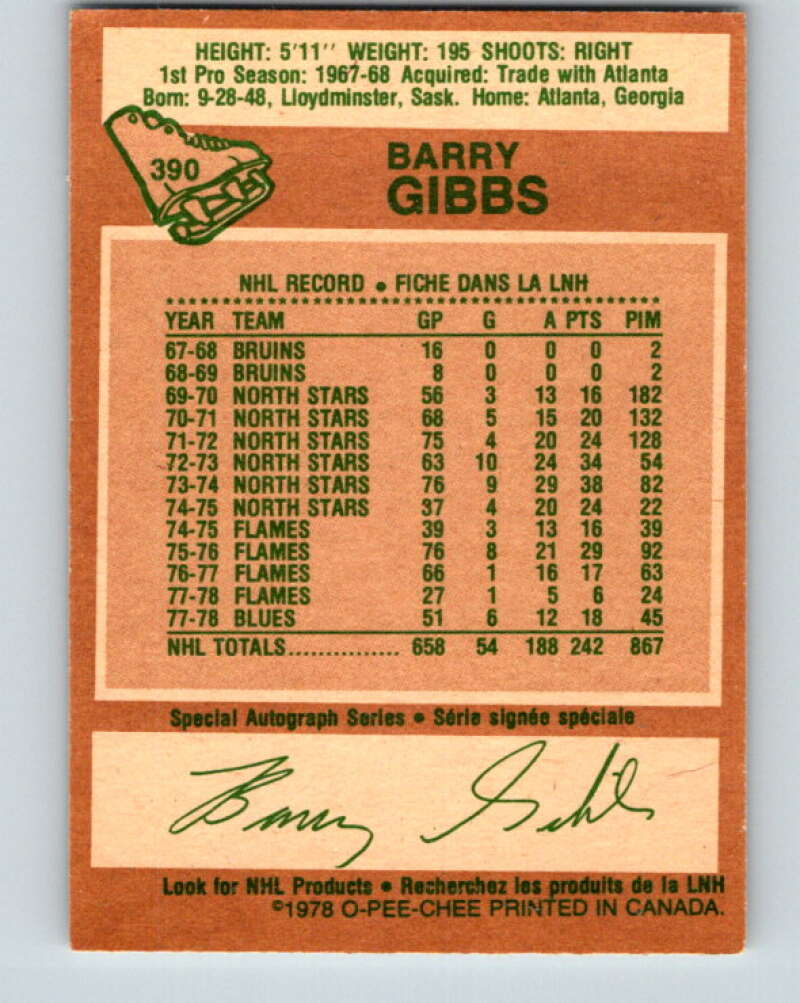 HEIGHT: 5'11'' WEIGHT: 195 SHOOTS: RIGHT
1st Pro Season: 1967-68 Acquired: Trade with Atlanta
Born: 9-28-48, Lloydminster, Sask. Home: Atlanta, Georgia
390
BARRY
GIBBS
NHL RECORD • FICHE DANS LA LNH
YEAR TEAM GP G A PTS PIM
67-68 BRUINS 16 0 0 0 2
68-69 BRUINS 8 0 0 0 2
69-70 NORTH STARS 56 3 13 16 182
70-71 NORTH STARS 68 5 15 20 132
71-72 NORTH STARS 75 4 20 24 128
72-73 NORTH STARS 63 10 24 34 54
73-74 NORTH STARS 76 9 29 38 82
74-75 NORTH STARS 37 4 20 24 22
74-75 FLAMES 39 3 13 16 39
75-76 FLAMES 76 8 21 29 92
76-77 FLAMES 66 1 16 17 63
77-78 FLAMES 27 1 5 6 24
77-78 BLUES 51 6 12 18 45
NHL TOTALS............... 658 54 188 242 867
Special Autograph Series • Série signée spéciale
Barry Gibbs
Look for NHL Products • Recherchez les produits de la LNH
©1978 O-PEE-CHEE PRINTED IN CANADA.